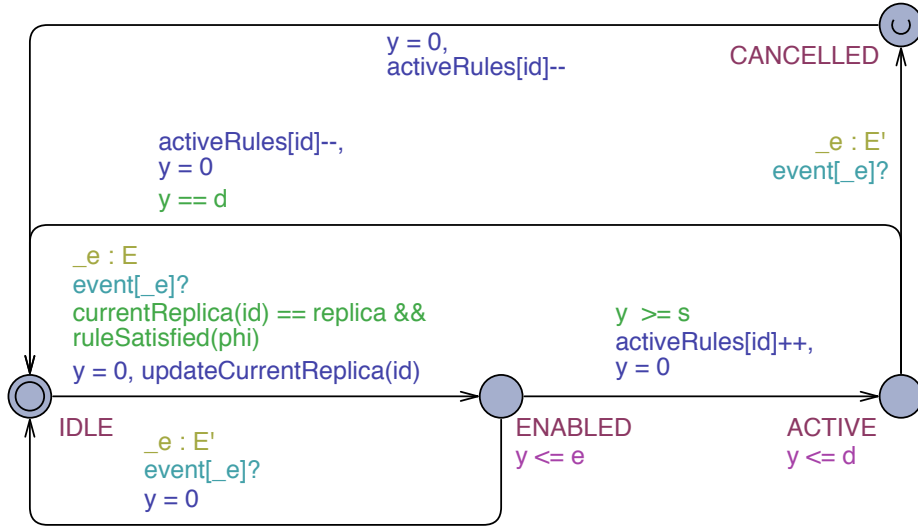 y = 0,
activeRules[id]--
CANCELLED
activeRules[id]--,
y = 0
y == d
_e : E'
event[_e]?
_e : E
event[_e]?
currentReplica(id) == replica &&
ruleSatisfied(phi)
y = 0, updateCurrentReplica(id)
y >= s
activeRules[id]++,
y = 0
IDLE
ENABLED
y <= e
ACTIVE
y <= d
_e : E'
event[_e]?
y = 0